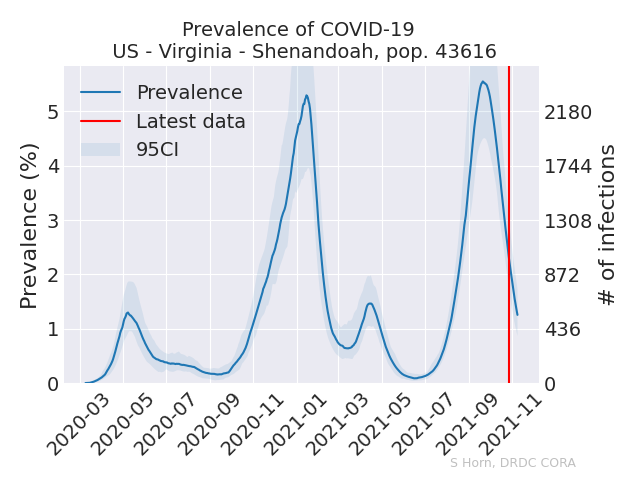 Prevalence of COVID-19
US - Virginia - Shenandoah, pop. 43616
Prevalence
Latest data
95CI
Prevalence (%)
5
4
3
2
1
0
2180
1744
1308
872
436
0
# of infections
2020-03
2020-05
2020-07
2020-09
2020-11
2021-01
2021-03
2021-05
2021-07
2021-09
2021-11
S Horn, DRDC CORA